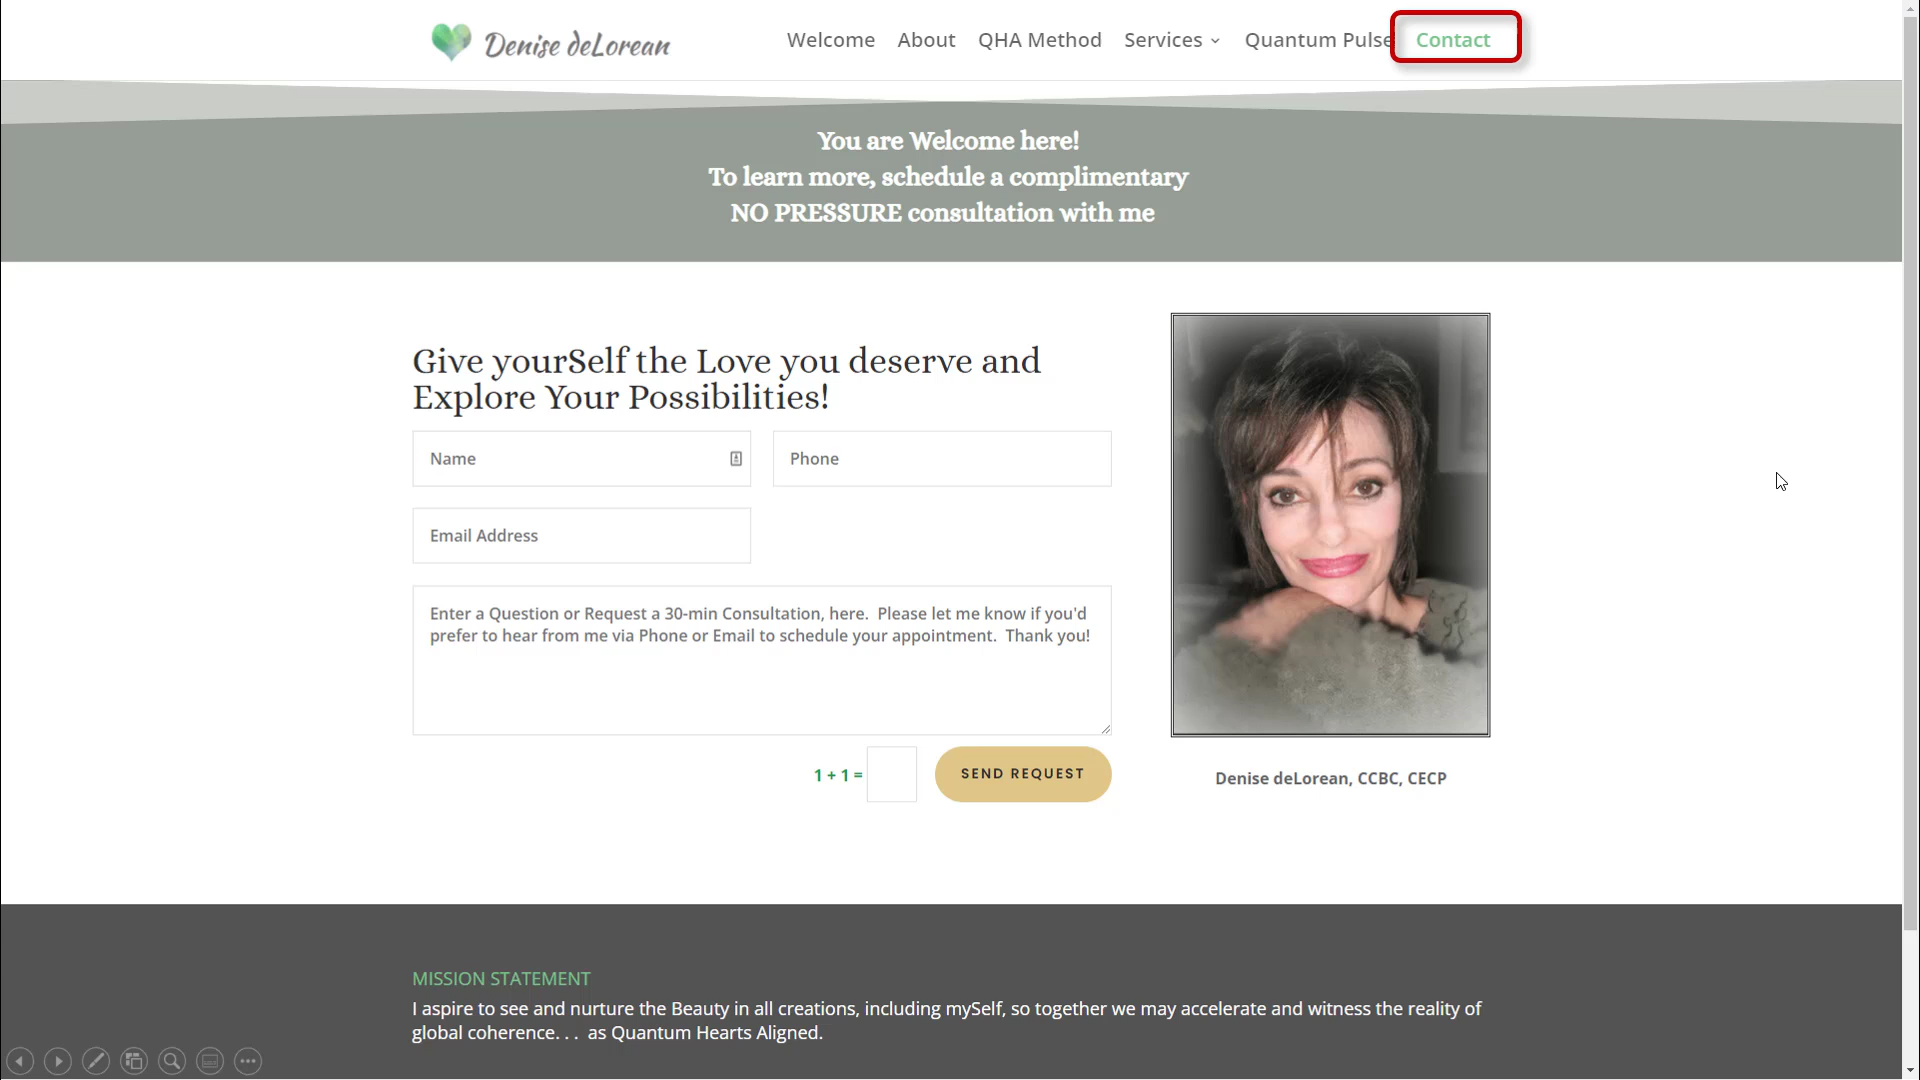 Denise deLorean
Welcome About QHA Method Services Quantum Pulse Contact
You are Welcome here!
To learn more, schedule a complimentary
NO PRESSURE consultation with me
Give yourSelf the Love you deserve and
Explore Your Possibilities!
Name
Phone
Email Address
Enter a Question or Request a 30-min Consultation, here.  Please let me know if you'd
prefer to hear from me via Phone or Email to schedule your appointment.  Thank you!
1 + 1 =
SEND REQUEST
Denise deLorean, CCBC, CECP
MISSION STATEMENT
I aspire to see and nurture the Beauty in all creations, including mySelf, so together we may accelerate and witness the reality of
global coherence. . .  as Quantum Hearts Aligned.